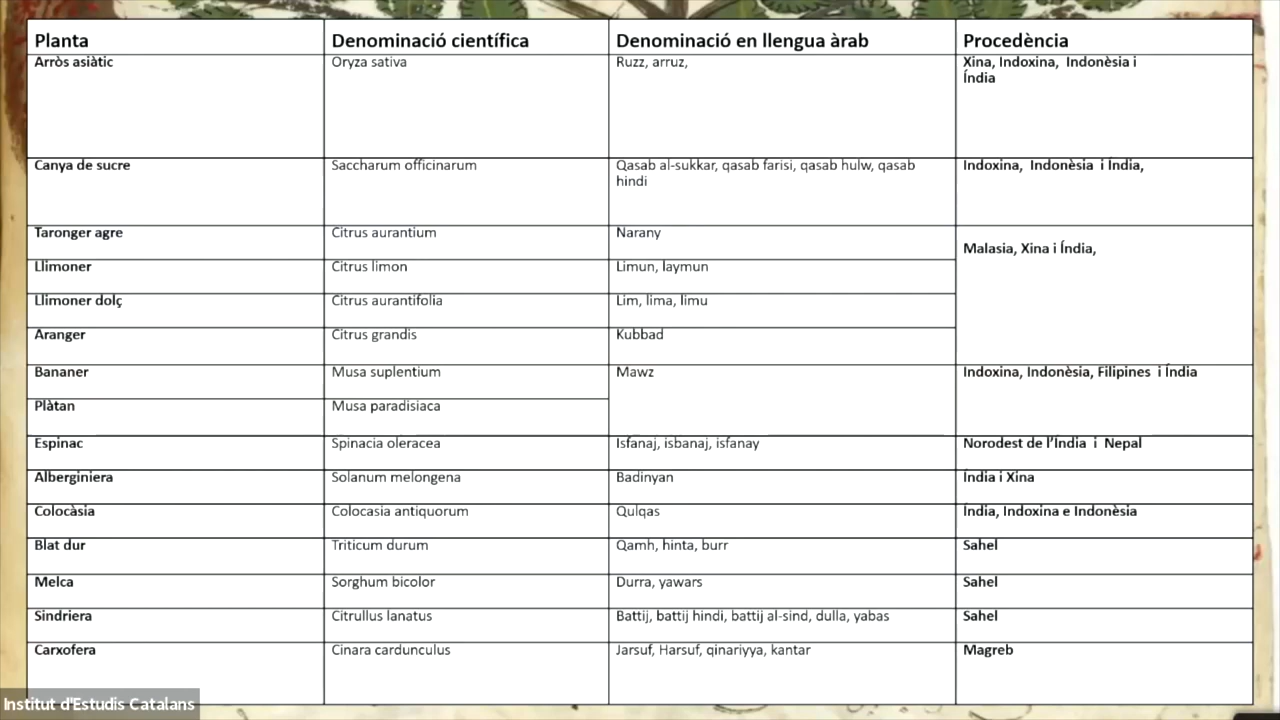 Planta Denominació científica Denominació en llengua àrab Procedència
Arròs asiàtic Oryza sativa Ruzz, arruz, Xina, Indoxina, Indonèsia i
Índia
Canya de sucre Saccharum officinarum Qasab al-sukkar, qasab farisi, qasab hulw, qasab Indoxina, Indonèsia i Índia,
hindi
Taronger agre Citrus aurantium Narany
Malasia, Xina i Índia,
Llimoner Citrus limon Limun, laymun
Llimoner dolç Citrus aurantifolia Lim, lima, limu
Aranger Citrus grandis Kubbad
Bananer Musa suplentium Mawz Indoxina, Indonèsia, Filipines i Índia
Plàtan Musa paradisiaca
Espinac Spinacia oleracea Isfanaj, isbanaj, isfanay Norodest de l'Índia i Nepal
Alberginiera Solanum melongena Badinyan Índia i Xina
Colocàsia Colocasia antiquorum Qulqas Índia, Indoxina e Indonèsia
Blat dur Triticum durum Qamh, hinta, burr Sahel
Melca Sorghum bicolor Durra, yawars Sahel
Sindriera Citrullus lanatus Battij, battij hindi, battij al-sind, dulla, yabas Sahel
Carxofera Cinara cardunculus Jarsuf, Harsuf, qinariyya, kantar Magreb
Institut d'Estudis Catalans